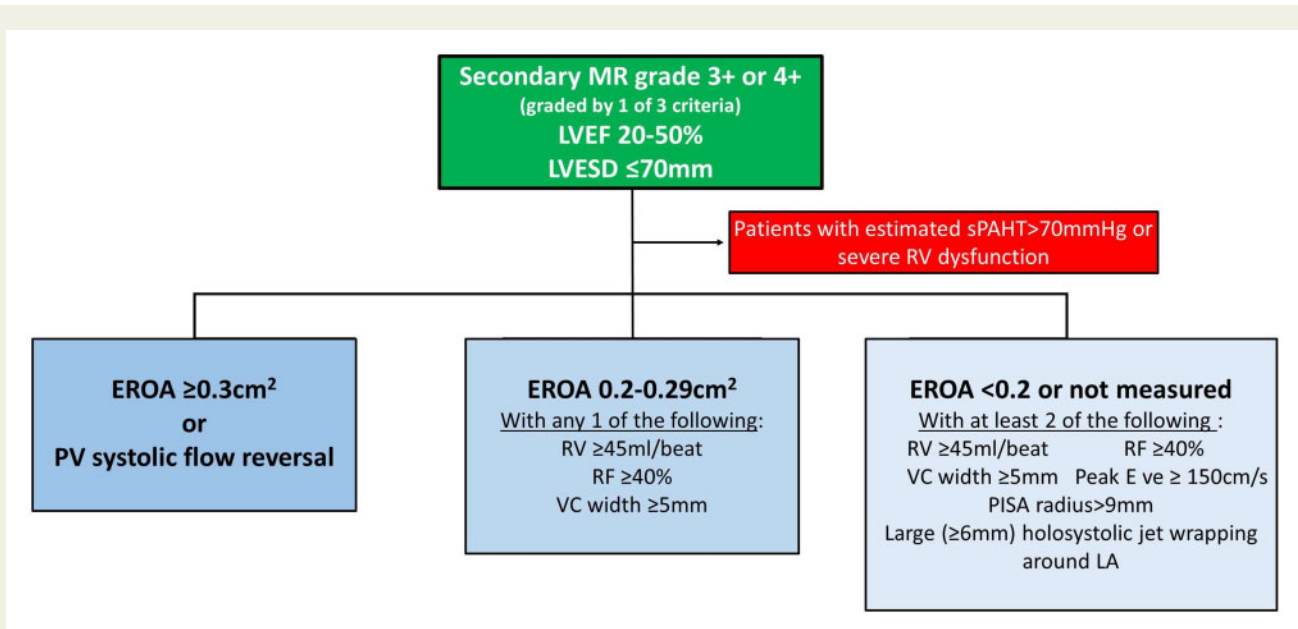 Secondary MR grade 3+ or 4+
(graded by 1 of 3 criteria)
LVEF 20-50%
LVESD ≤70mm
Patients with estimated sPAHT>70mmHg or
severe RV dysfunction
EROA ≥0.3cm²
or
PV systolic flow reversal
EROA 0.2-0.29cm²
With any 1 of the following:
RV ≥45ml/beat
RF ≥40%
VC width ≥5mm
EROA <0.2 or not measured
With at least 2 of the following :
RV ≥45ml/beat RF ≥40%
VC width ≥5mm Peak E ve ≥ 150cm/s
PISA radius>9mm
Large (≥6mm) holosystolic jet wrapping
around LA